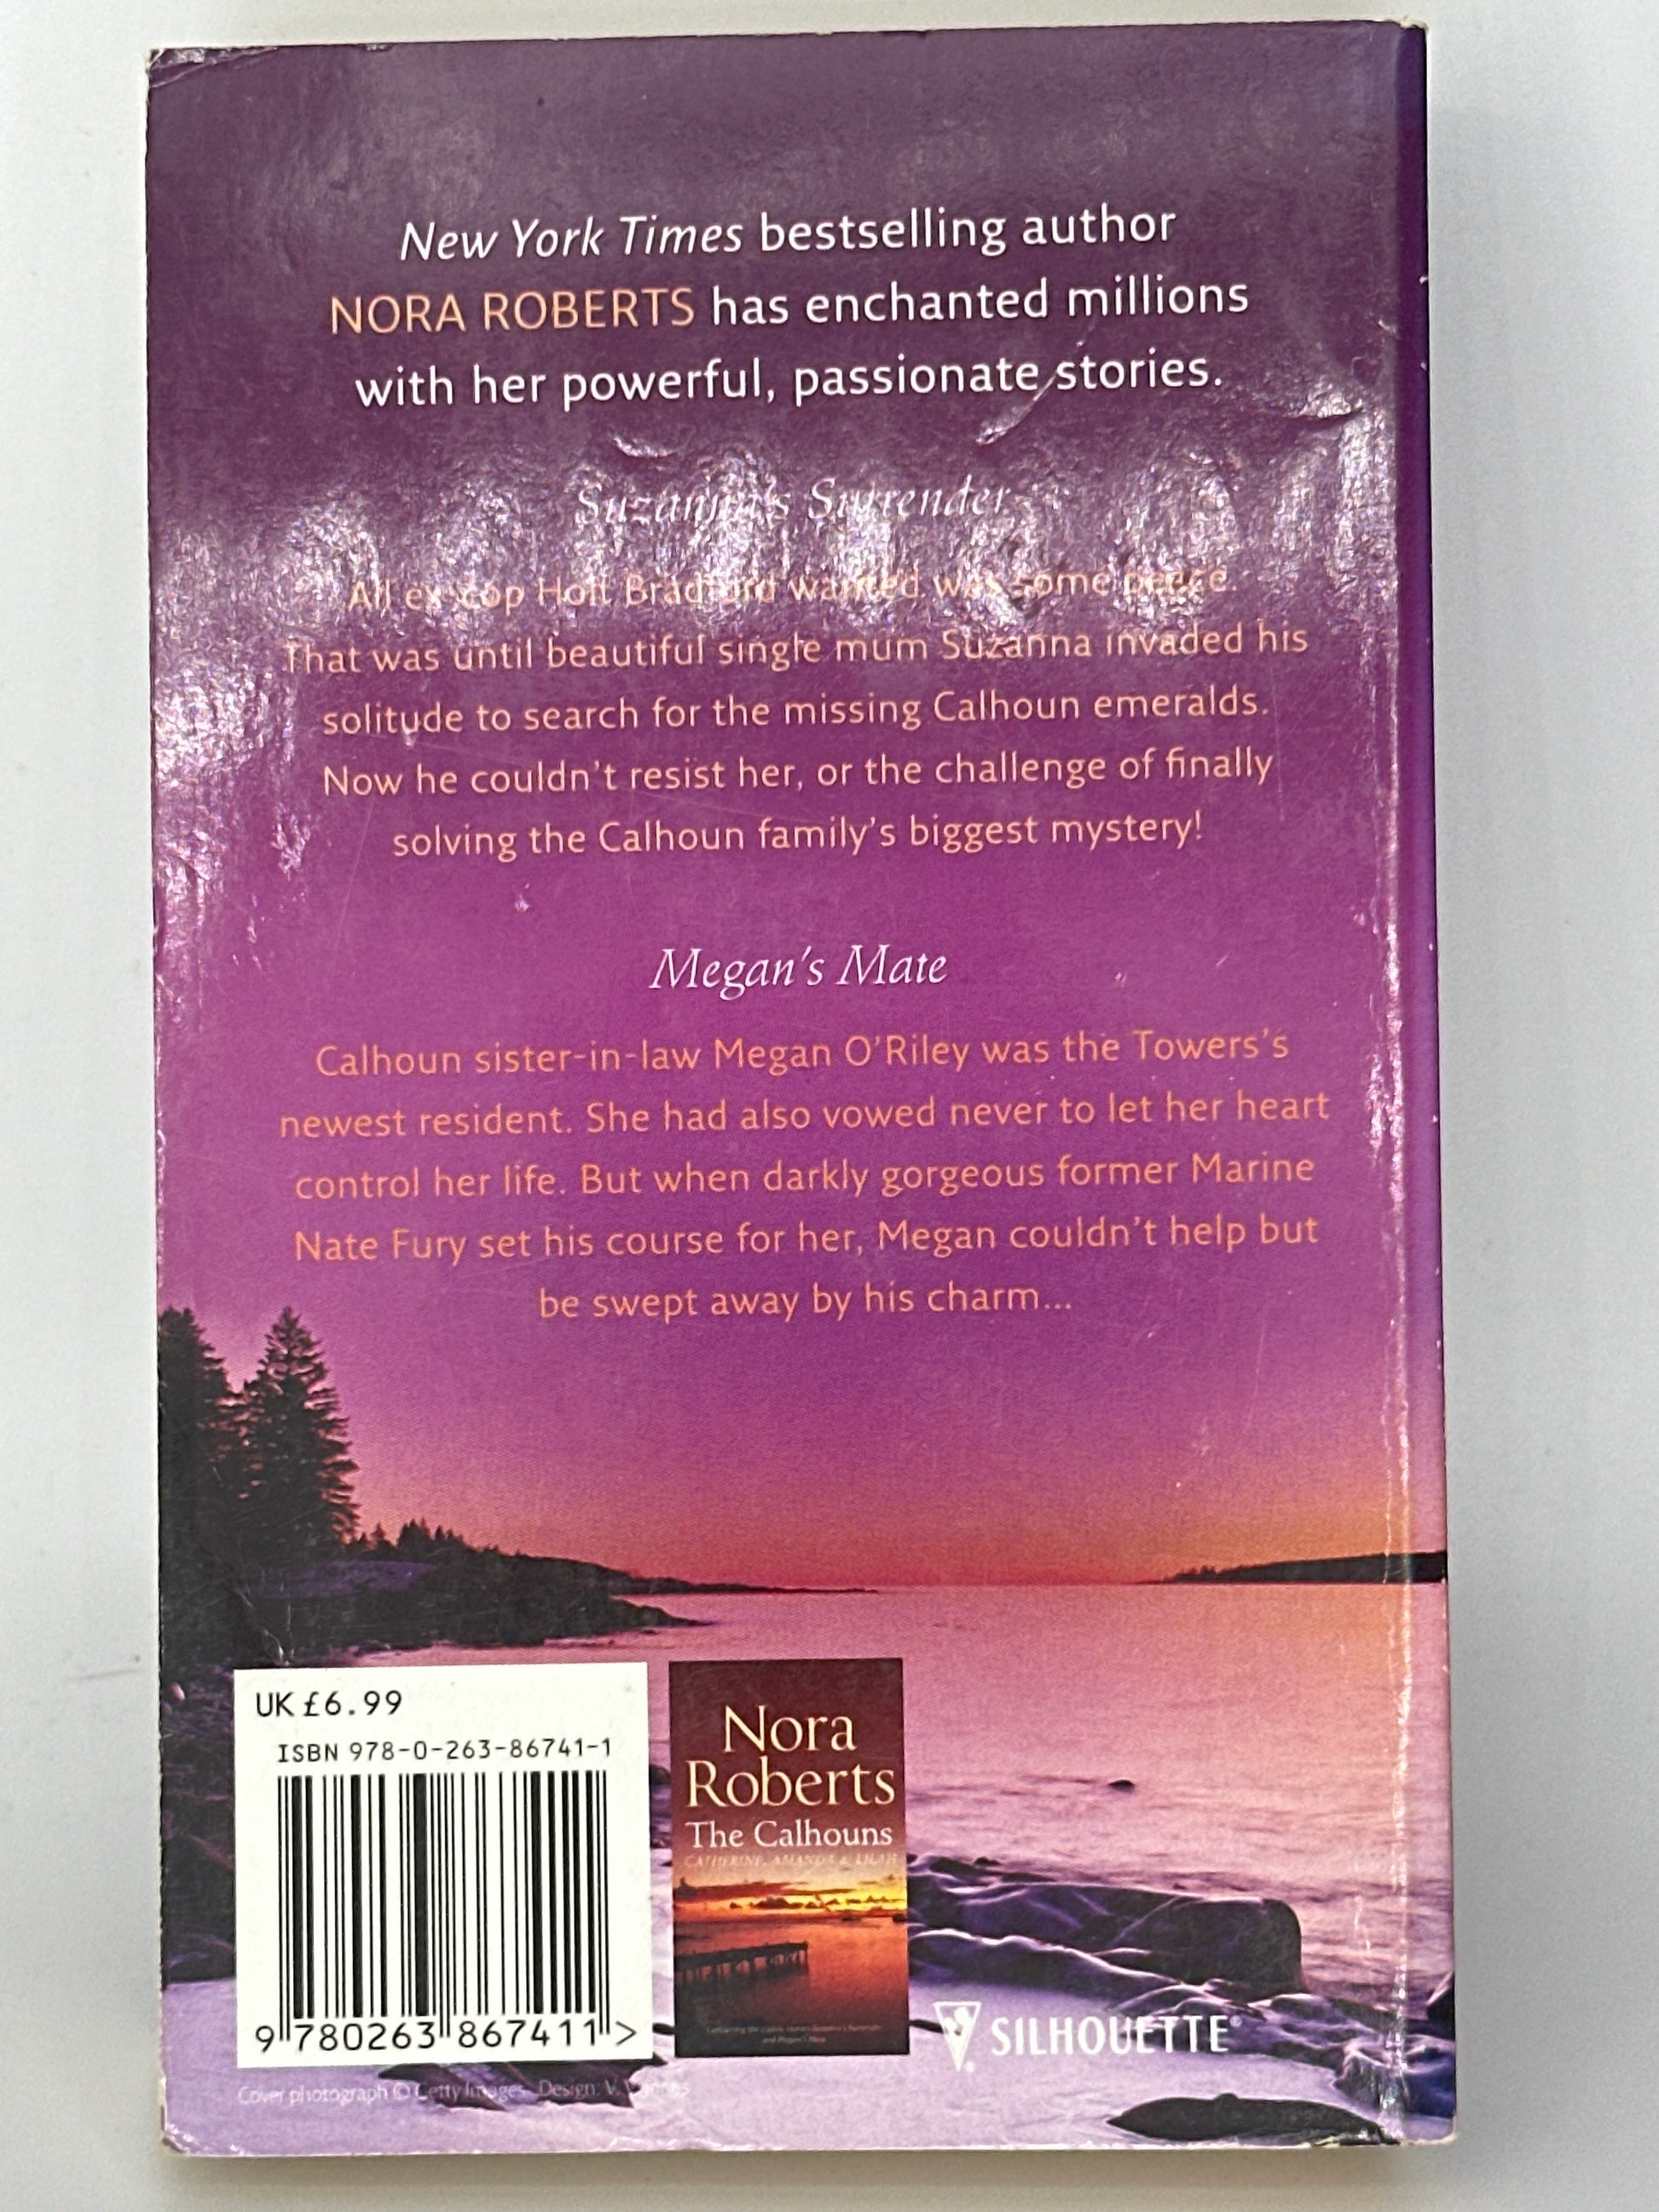 New York Times bestselling author
NORA ROBERTS has enchanted millions
with her powerful, passionate stories.
Suzanna's Surrender
All ex-cop Holt Bradford wanted was some peace.
That was until beautiful single mum Suzanna invaded his
solitude to search for the missing Calhoun emeralds.
Now he couldn't resist her, or the challenge of finally
solving the Calhoun family's biggest mystery!
Megan's Mate
Calhoun sister-in-law Megan O'Riley was the Towers's
newest resident. She had also vowed never to let her heart
control her life. But when darkly gorgeous former Marine
Nate Fury set his course for her, Megan couldn't help but
be swept away by his charm...
UK £6.99
ISBN 978-0-263-86741-1
9 780263 867411 >
Nora
Roberts
The Calhouns
CATHERINE, AMANDA & LILAH
SILHOUETTE®
Cover photograph © Getty Images Design: V.